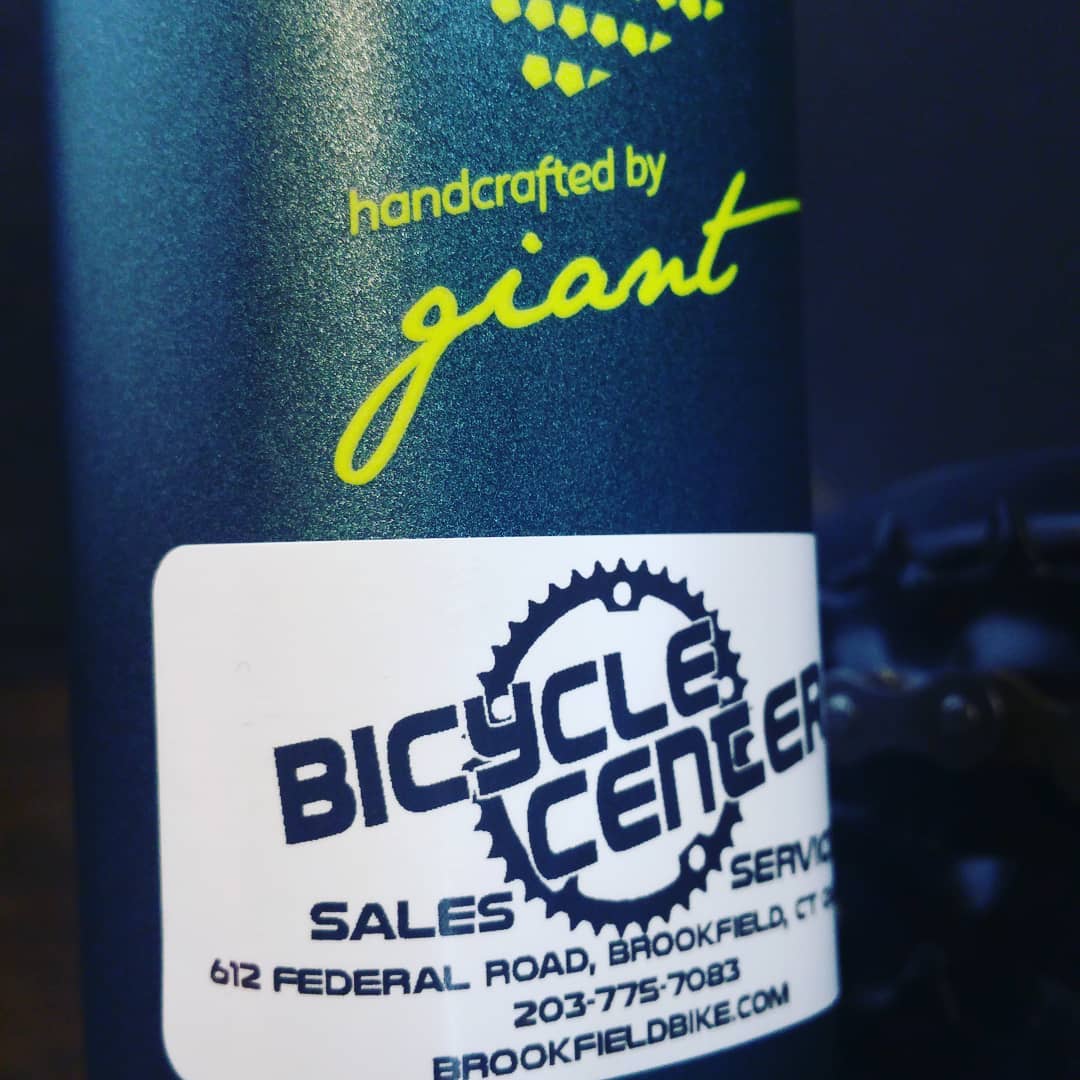 handcrafted by
giant
BICYCLE
CENTER
SALES
612 FEDERAL ROAD, BROOKFIELD, CT
203-775-7083
BROOKFIELDBIKE.COM